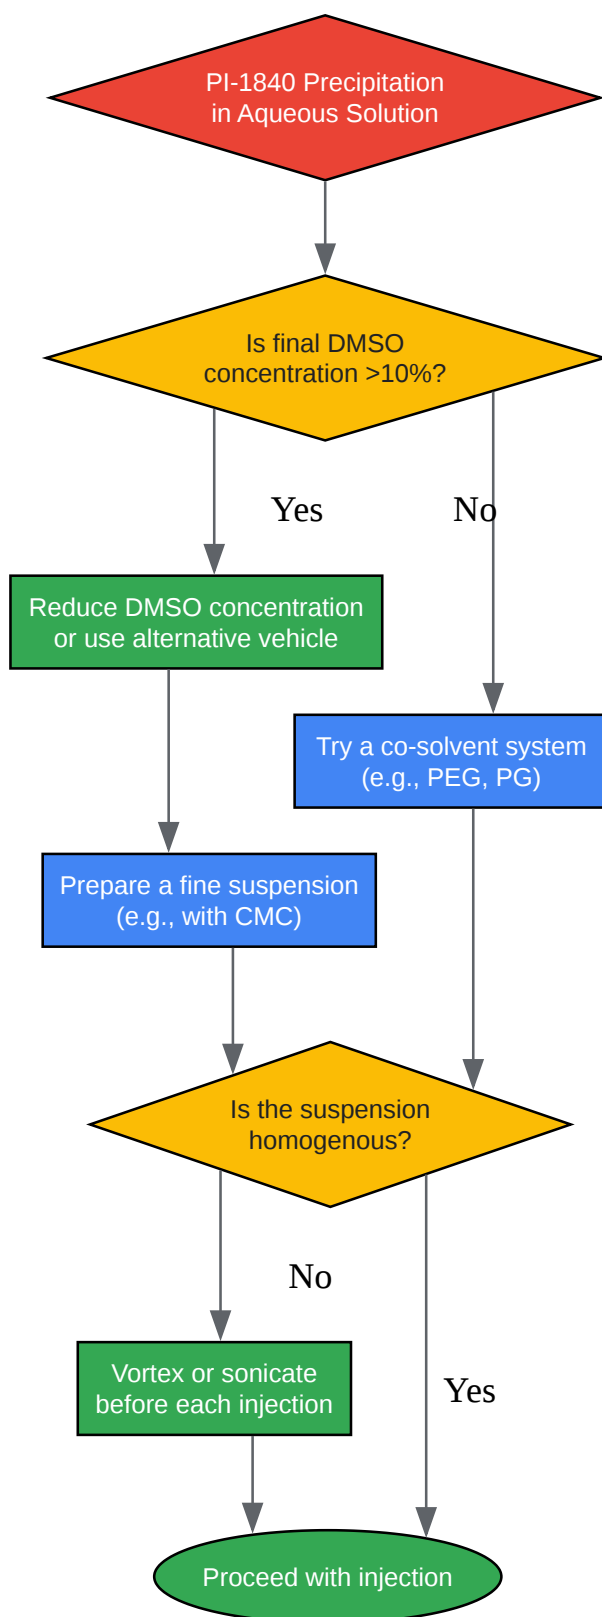 PI-1840 Precipitation
in Aqueous Solution
Is final DMSO
concentration >10%?
Yes
No
Reduce DMSO concentration
or use alternative vehicle
Try a co-solvent system
(e.g., PEG, PG)
Prepare a fine suspension
(e.g., with CMC)
Is the suspension
homogenous?
No
Vortex or sonicate
before each injection
Yes
Proceed with injection